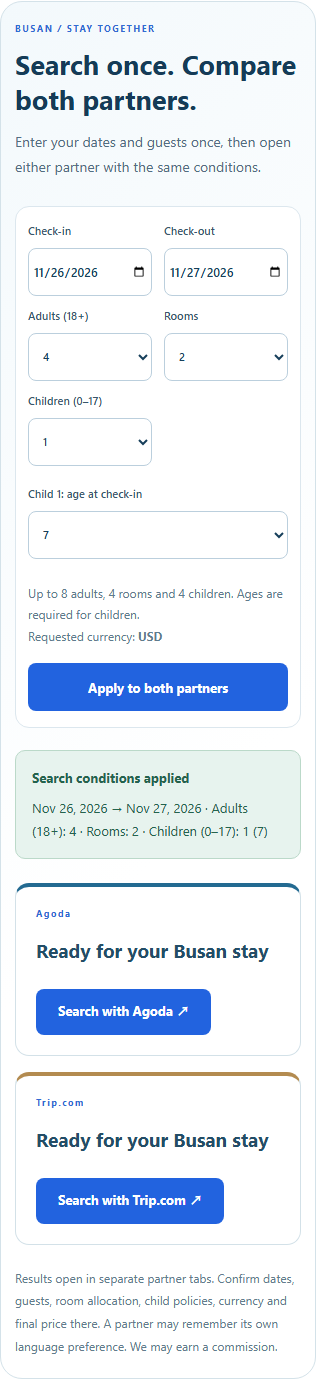 BUSAN / STAY TOGETHER
Search once. Compare
both partners.
Enter your dates and guests once, then open
either partner with the same conditions.
Check-in
Check-out
11/26/2026
11/27/2026
Adults (18+)
Rooms
4
2
Children (0–17)
1
Child 1: age at check-in
7
Up to 8 adults, 4 rooms and 4 children. Ages are
required for children.
Requested currency: USD
Apply to both partners
Search conditions applied
Nov 26, 2026 → Nov 27, 2026 · Adults
(18+): 4 · Rooms: 2 · Children (0–17): 1 (7)
Agoda
Ready for your Busan stay
Search with Agoda ↗
Trip.com
Ready for your Busan stay
Search with Trip.com ↗
Results open in separate partner tabs. Confirm dates,
guests, room allocation, child policies, currency and
final price there. A partner may remember its own
language preference. We may earn a commission.